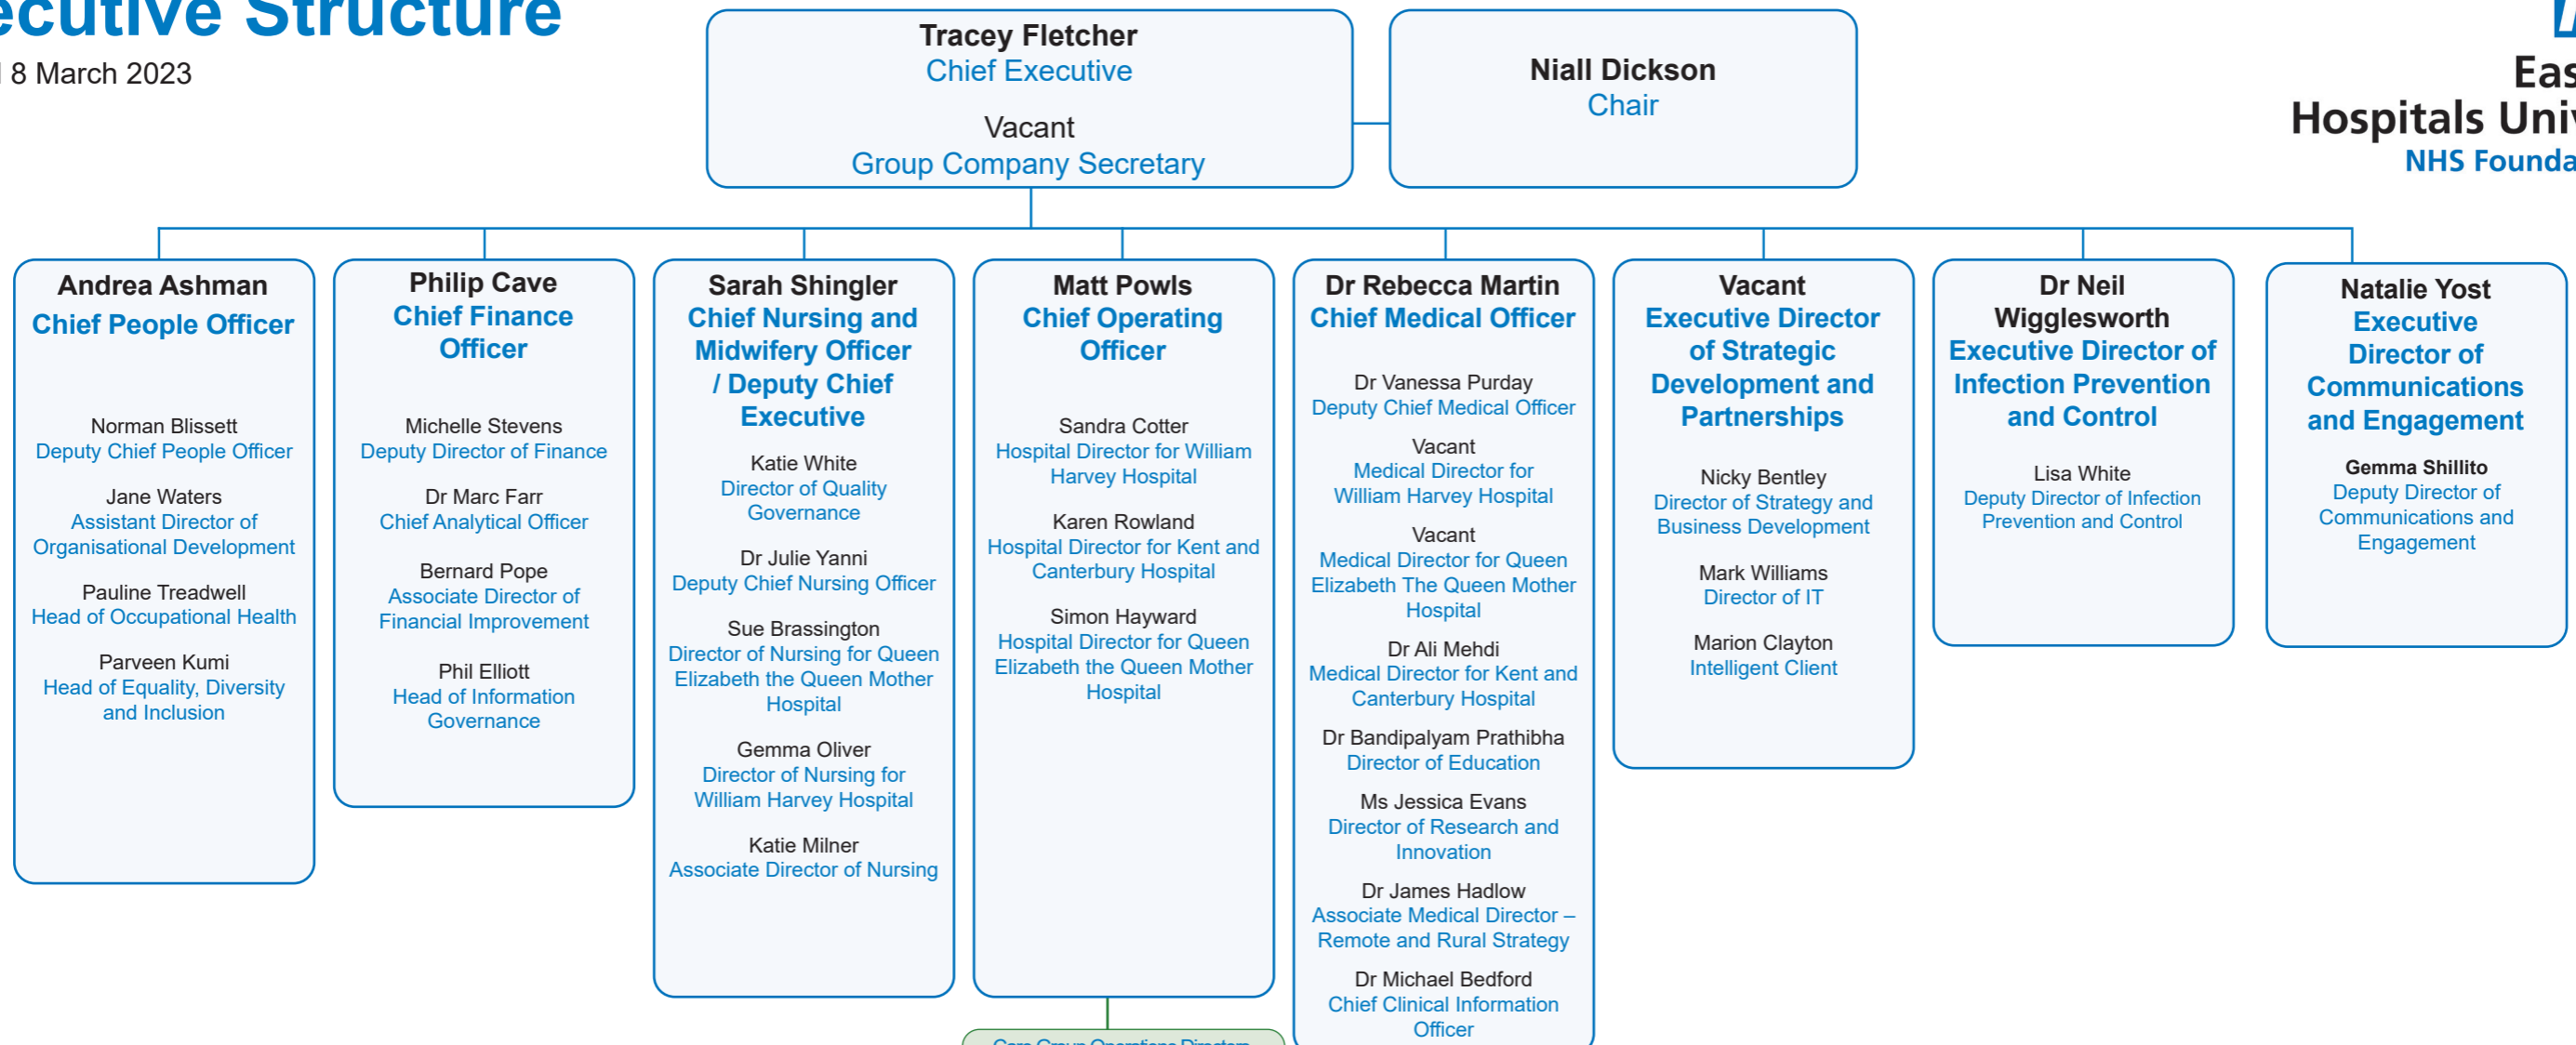 ecutive Structure
8 March 2023
Tracey Fletcher
Chief Executive
Vacant
Group Company Secretary
Niall Dickson
Chair
Eas
Hospitals Univ
NHS Founda
Andrea Ashman
Chief People Officer
Norman Blissett
Deputy Chief People Officer
Jane Waters
Assistant Director of
Organisational Development
Pauline Treadwell
Head of Occupational Health
Parveen Kumi
Head of Equality, Diversity
and Inclusion
Philip Cave
Chief Finance
Officer
Michelle Stevens
Deputy Director of Finance
Dr Marc Farr
Chief Analytical Officer
Bernard Pope
Associate Director of
Financial Improvement
Phil Elliott
Head of Information
Governance
Sarah Shingler
Chief Nursing and
Midwifery Officer
/ Deputy Chief
Executive
Katie White
Director of Quality
Governance
Dr Julie Yanni
Deputy Chief Nursing Officer
Sue Brassington
Director of Nursing for Queen
Elizabeth the Queen Mother
Hospital
Gemma Oliver
Director of Nursing for
William Harvey Hospital
Katie Milner
Associate Director of Nursing
Matt Powls
Chief Operating
Officer
Sandra Cotter
Hospital Director for William
Harvey Hospital
Karen Rowland
Hospital Director for Kent and
Canterbury Hospital
Simon Hayward
Hospital Director for Queen
Elizabeth the Queen Mother
Hospital
Care Group Operations Directors
Dr Rebecca Martin
Chief Medical Officer
Dr Vanessa Purday
Deputy Chief Medical Officer
Vacant
Medical Director for
William Harvey Hospital
Vacant
Medical Director for Queen
Elizabeth The Queen Mother
Hospital
Dr Ali Mehdi
Medical Director for Kent and
Canterbury Hospital
Dr Bandipalyam Prathibha
Director of Education
Ms Jessica Evans
Director of Research and
Innovation
Dr James Hadlow
Associate Medical Director –
Remote and Rural Strategy
Dr Michael Bedford
Chief Clinical Information
Officer
Vacant
Executive Director
of Strategic
Development and
Partnerships
Nicky Bentley
Director of Strategy and
Business Development
Mark Williams
Director of IT
Marion Clayton
Intelligent Client
Dr Neil
Wigglesworth
Executive Director of
Infection Prevention
and Control
Lisa White
Deputy Director of Infection
Prevention and Control
Natalie Yost
Executive
Director of
Communications
and Engagement
Gemma Shillito
Deputy Director of
Communications and
Engagement